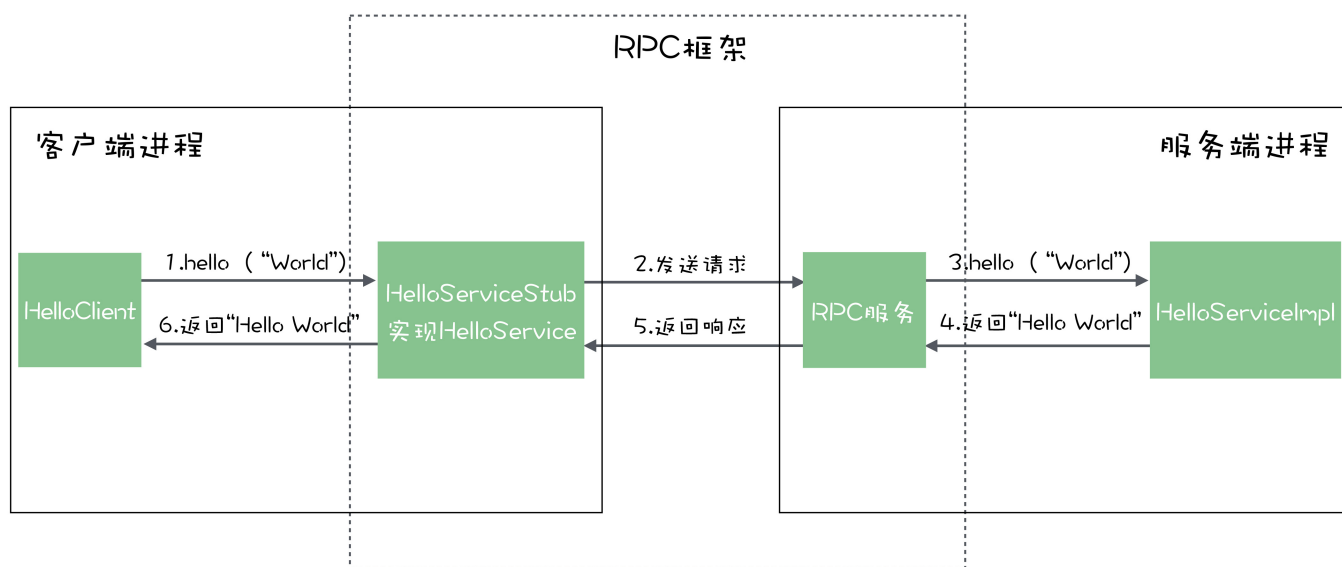 RPC框架
客户端进程
服务端进程
1.hello （ “World”)
2.发送请求
3.hello （ “World”)
HelloClient
HelloServiceStub
实现HelloService
RPC服务
HelloServiceImpl
6.返回“Hello World”
5.返回响应
4.返回“Hello World”